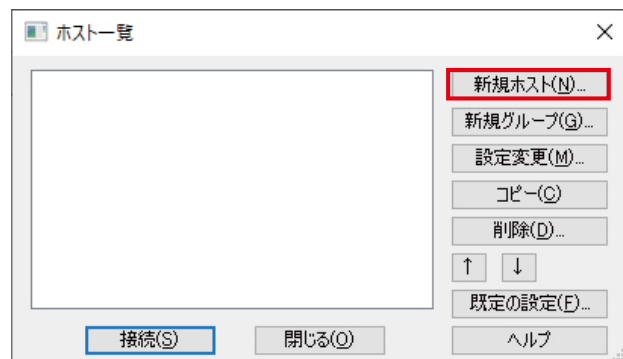 ホスト一覧
新規ホスト(N)...
新規グループ(G)...
設定変更(M)...
コピー(C)
削除(D)...
↑ ↓
既定の設定(F)...
接続(S) 閉じる(O) ヘルプ